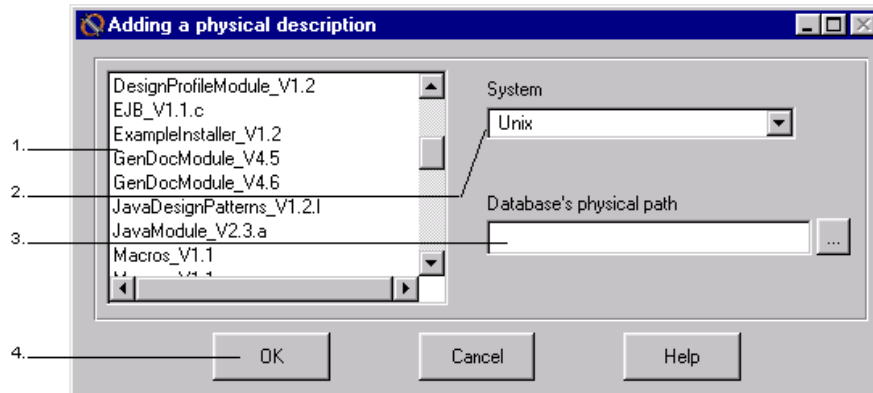 Adding a physical description
DesignProfileModule_V1.2
EJB_V1.1.c
ExampleInstaller_V1.2
GenDocModule_V4.5
GenDocModule_V4.6
JavaDesignPatterns_V1.2.l
JavaModule_V2.3.a
Macros_V1.1
System
Unix
Database's physical path
...
OK
Cancel
Help
1.
2.
3.
4.